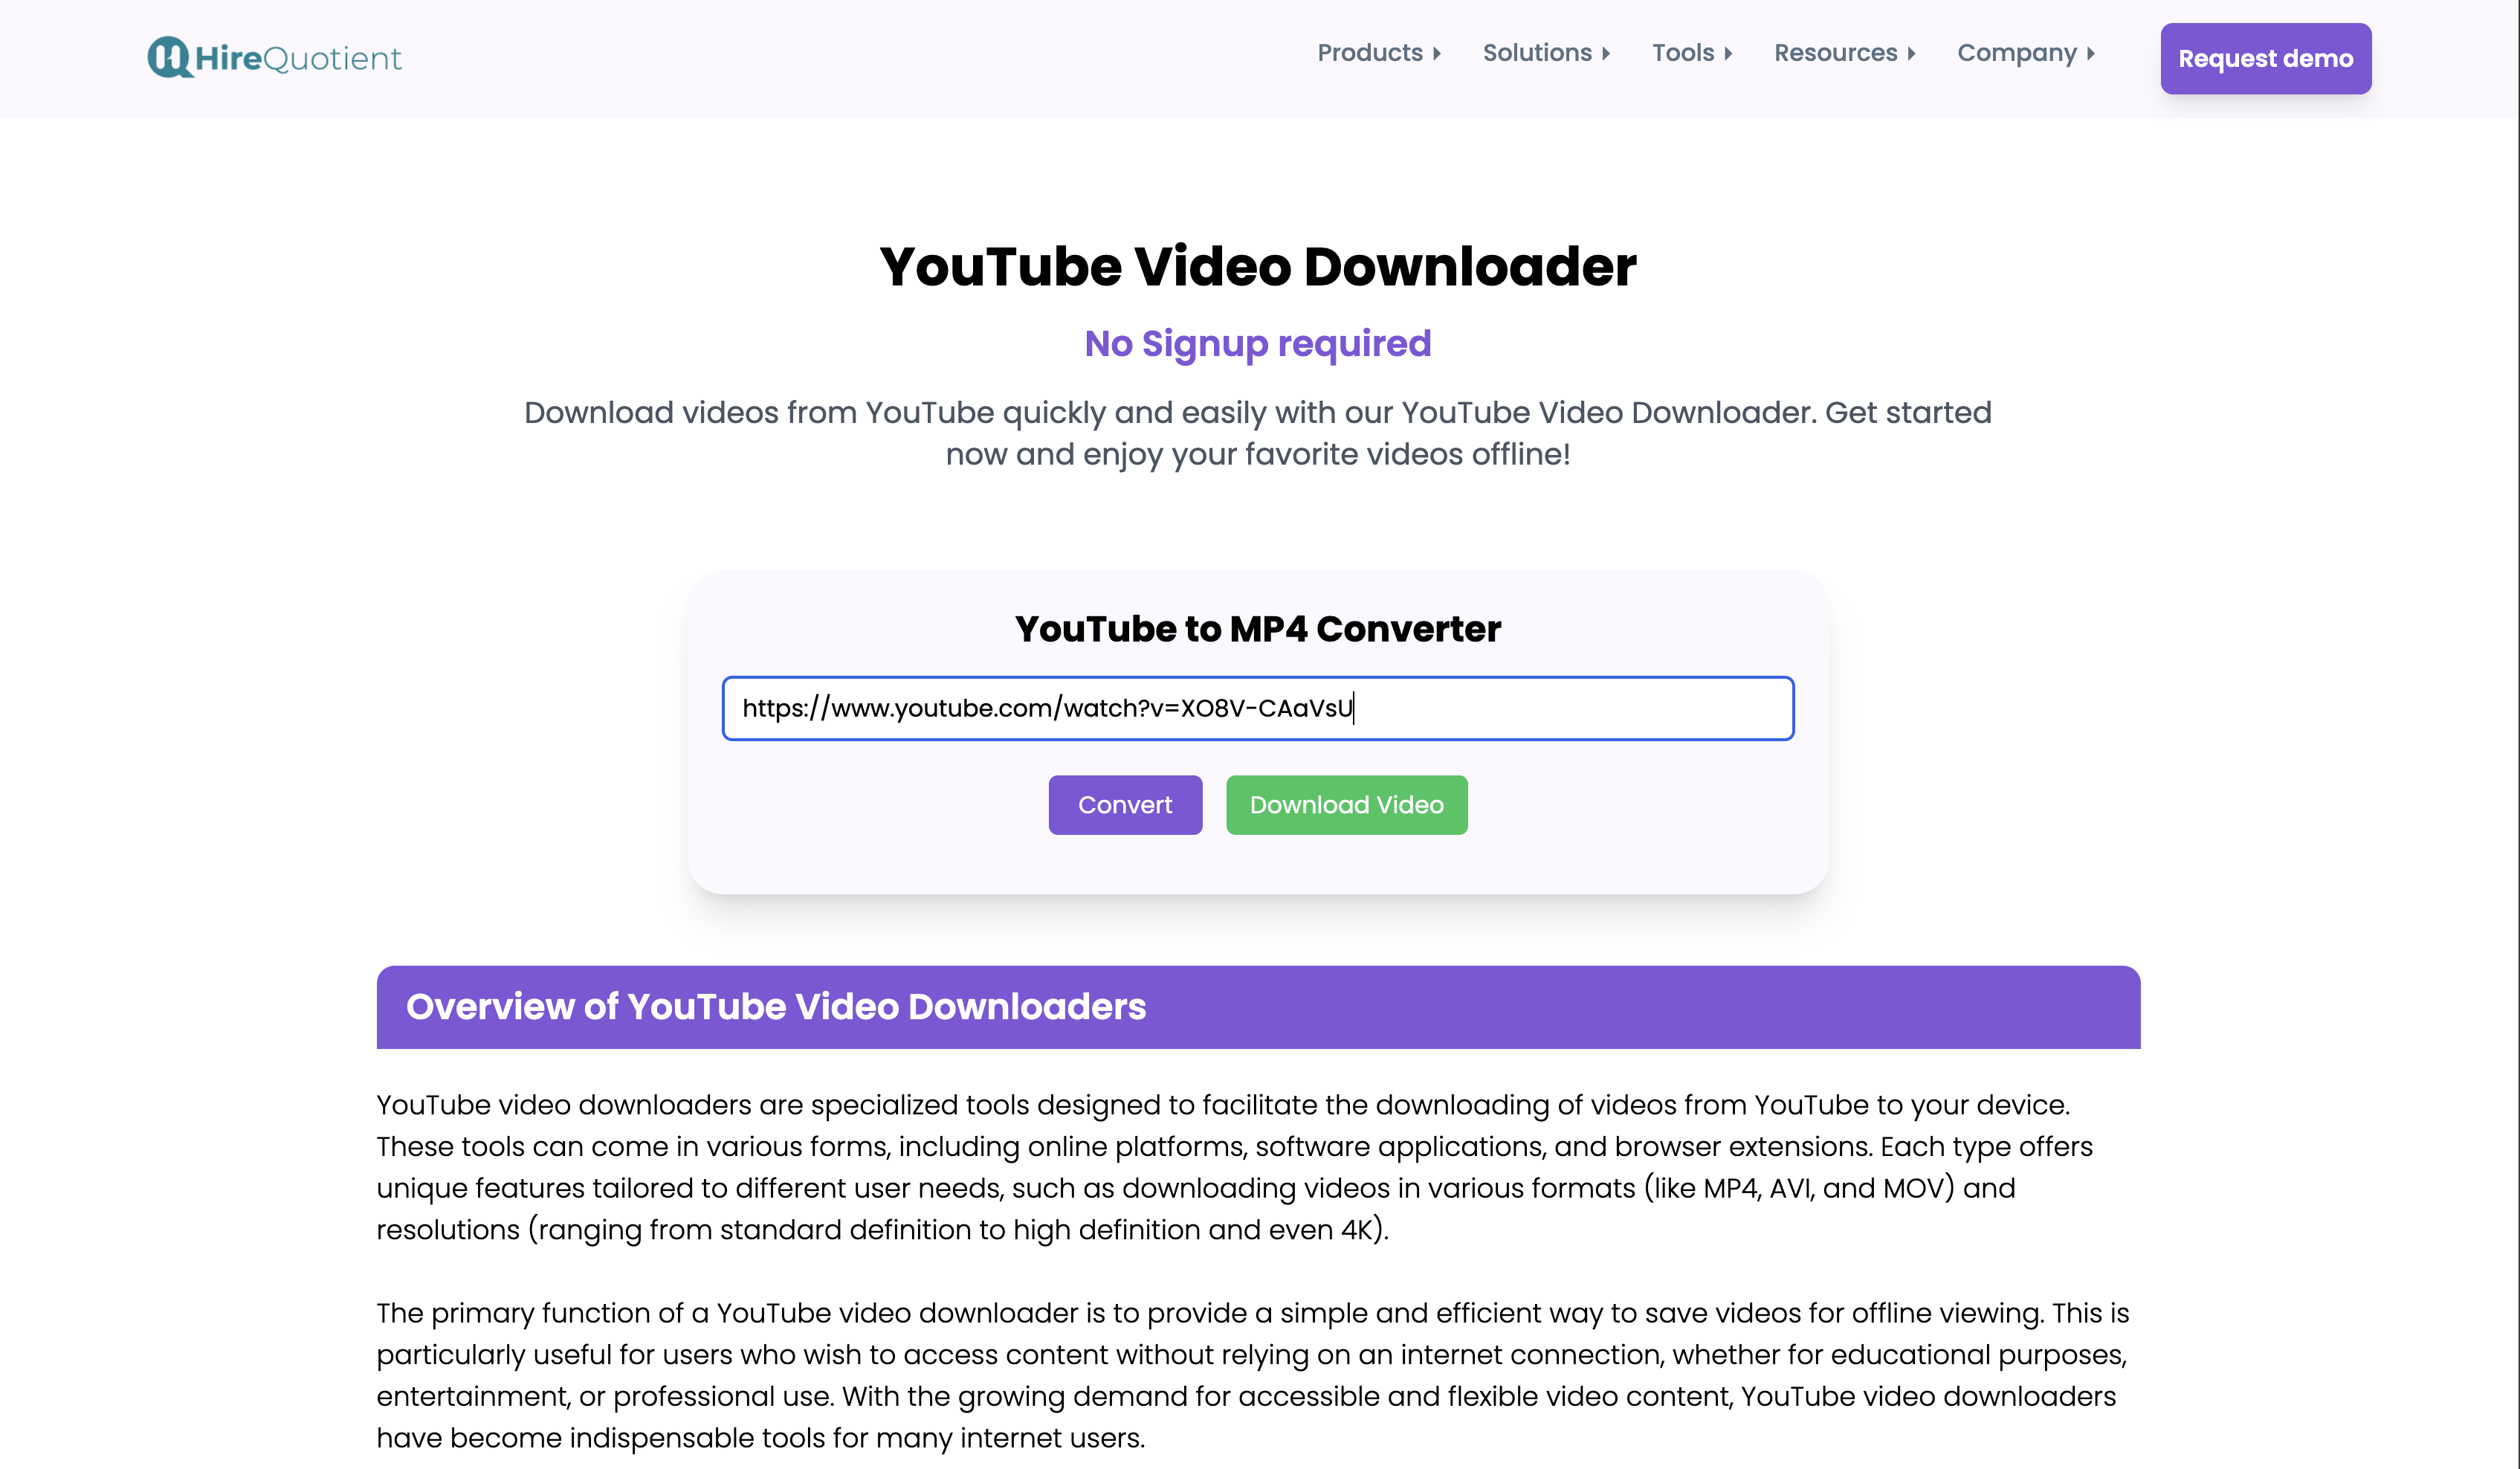 HireQuotient
Products
Solutions
Tools
Resources
Company
Request demo
YouTube Video Downloader
No Signup required
Download videos from YouTube quickly and easily with our YouTube Video Downloader. Get started
now and enjoy your favorite videos offline!
YouTube to MP4 Converter
https://www.youtube.com/watch?v=XO8V-CAaVsU
Convert
Download Video
Overview of YouTube Video Downloaders
YouTube video downloaders are specialized tools designed to facilitate the downloading of videos from YouTube to your device.
These tools can come in various forms, including online platforms, software applications, and browser extensions. Each type offers
unique features tailored to different user needs, such as downloading videos in various formats (like MP4, AVI, and MOV) and
resolutions (ranging from standard definition to high definition and even 4K).
The primary function of a YouTube video downloader is to provide a simple and efficient way to save videos for offline viewing. This is
particularly useful for users who wish to access content without relying on an internet connection, whether for educational purposes,
entertainment, or professional use. With the growing demand for accessible and flexible video content, YouTube video downloaders
have become indispensable tools for many internet users.